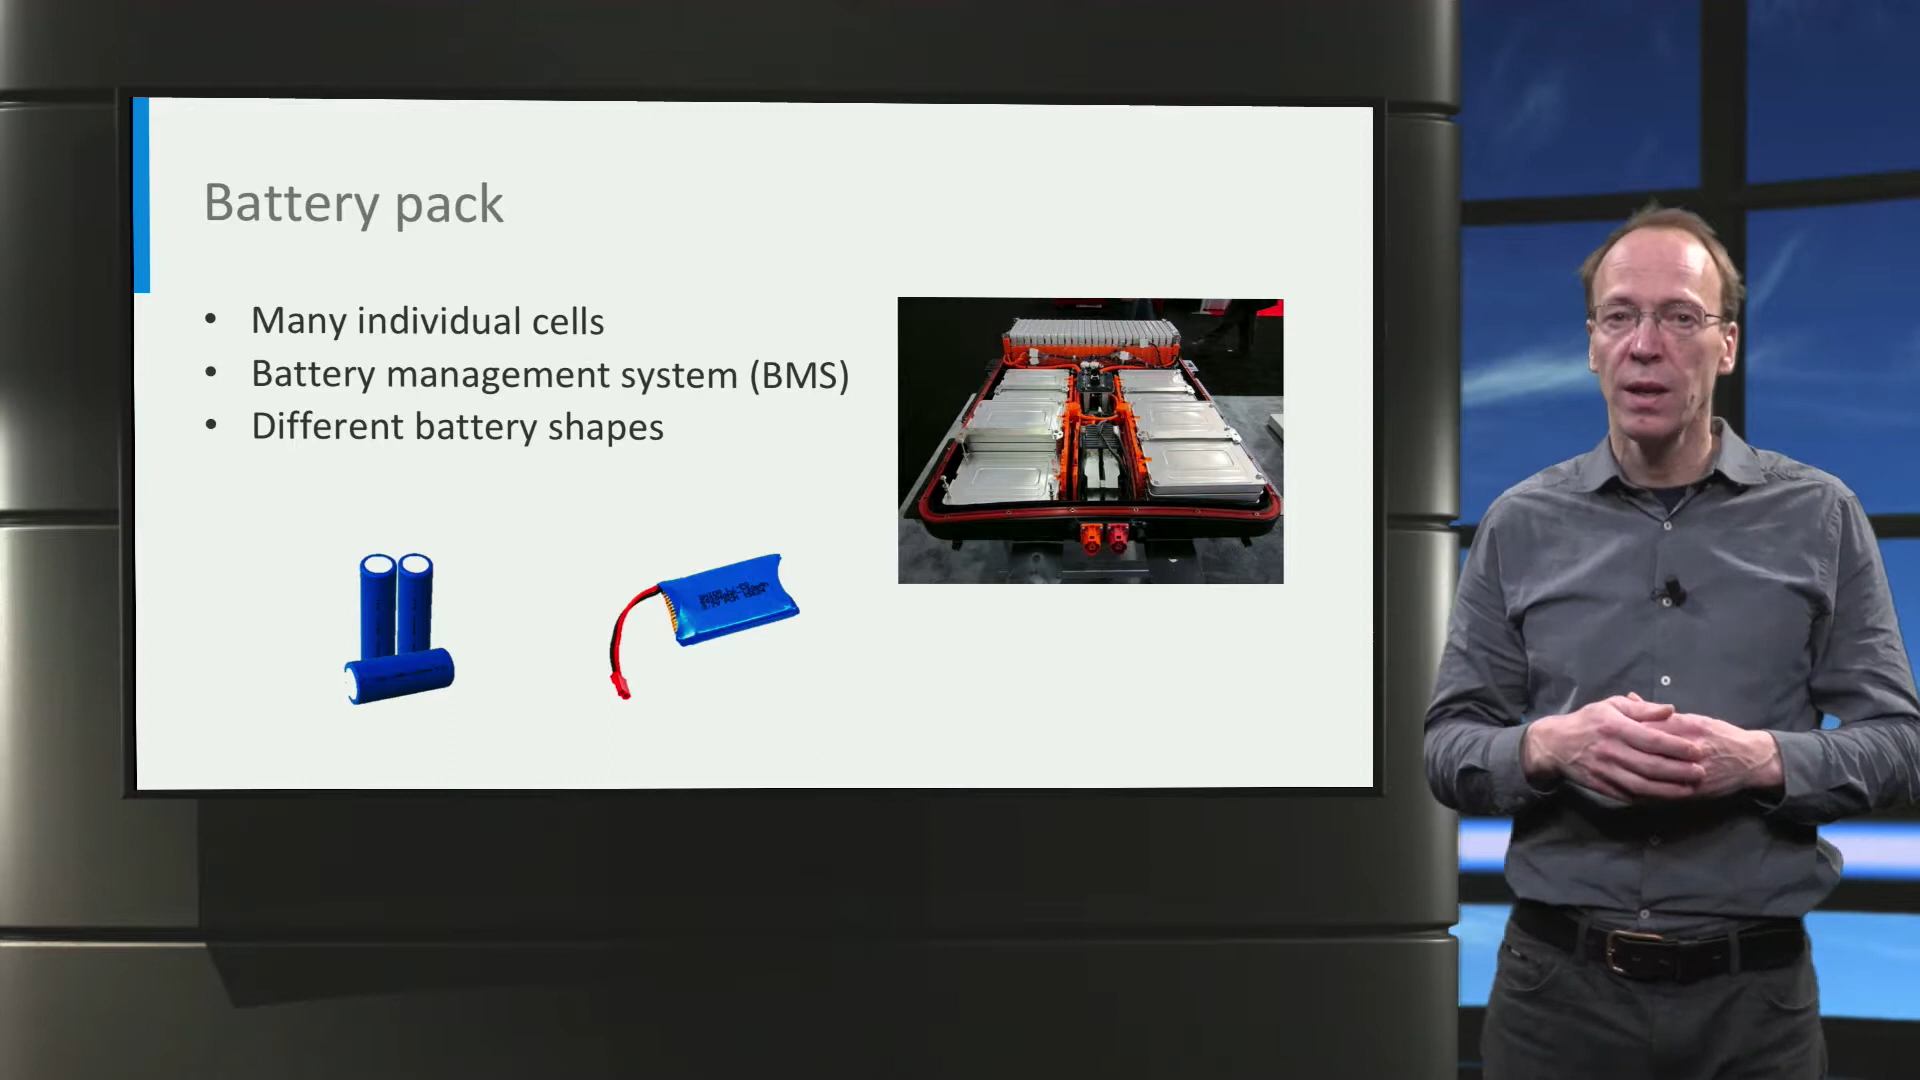 Battery pack
• Many individual cells
• Battery management system (BMS)
• Different battery shapes